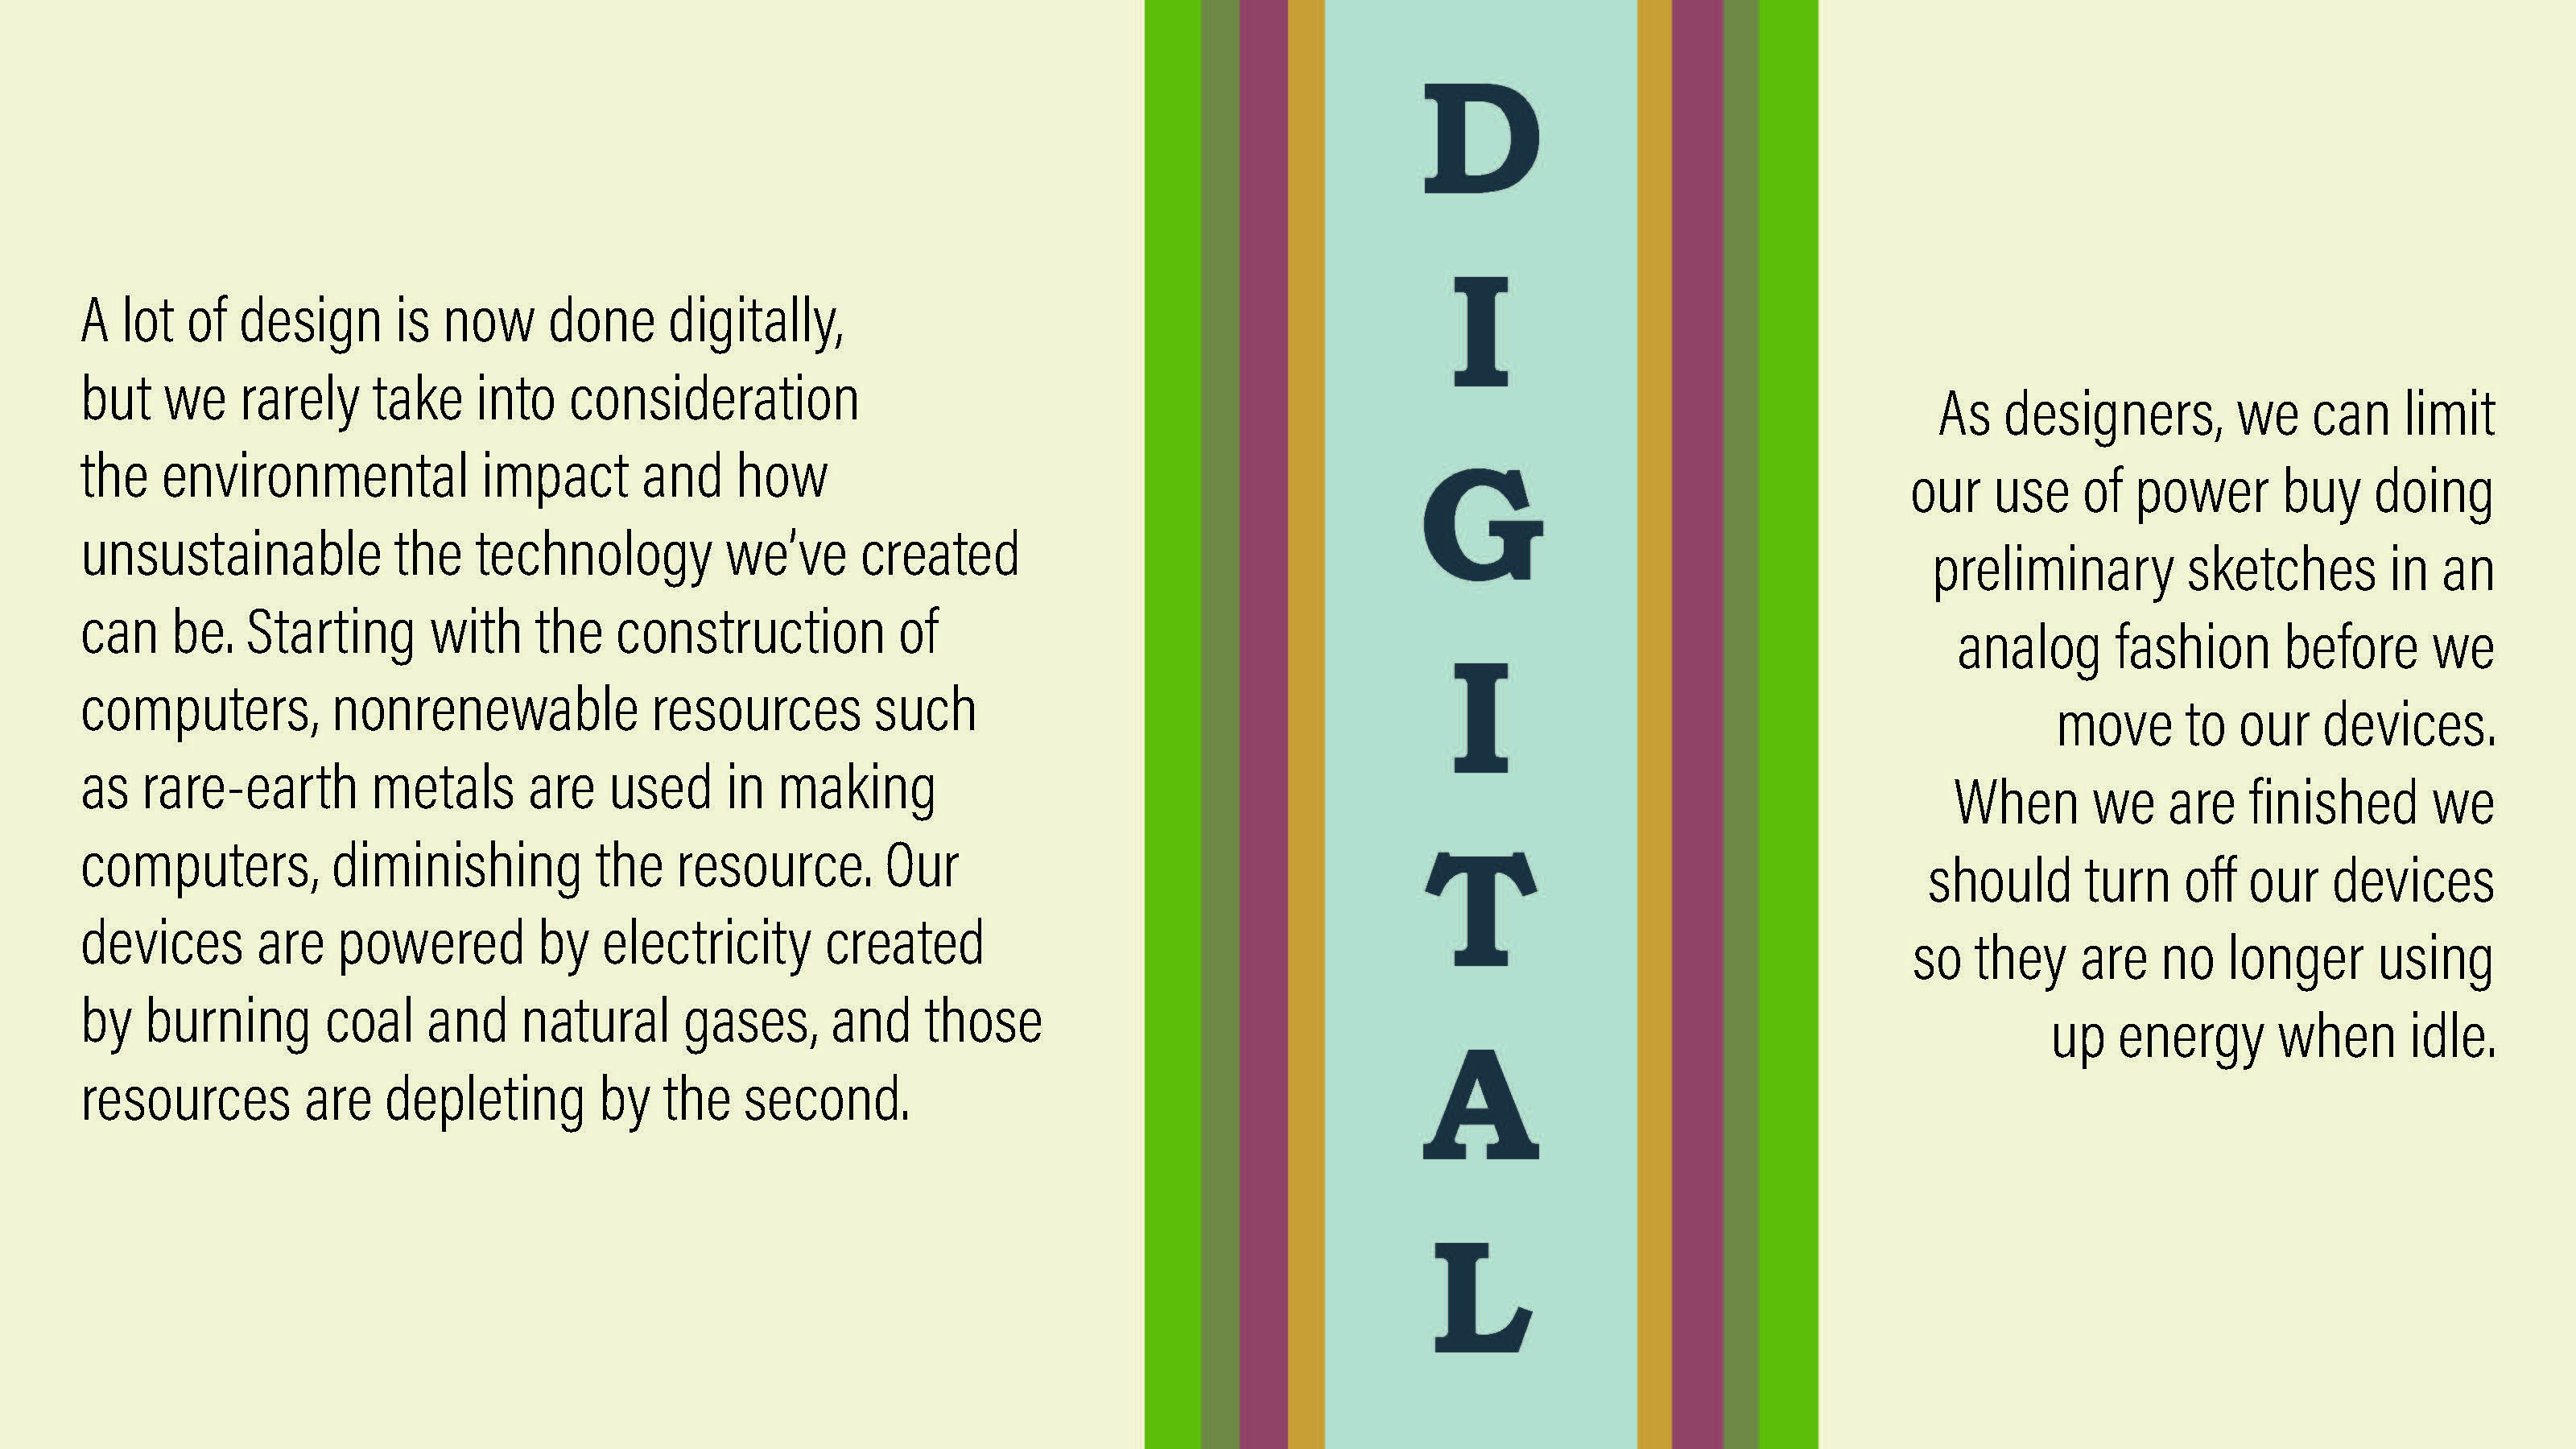 A lot of design is now done digitally,
but we rarely take into consideration
the environmental impact and how
unsustainable the technology we’ve created
can be. Starting with the construction of
computers, nonrenewable resources such
as rare-earth metals are used in making
computers, diminishing the resource. Our
devices are powered by electricity created
by burning coal and natural gases, and those
resources are depleting by the second.
DIGITAL
As designers, we can limit
our use of power buy doing
preliminary sketches in an
analog fashion before we
move to our devices.
When we are finished we
should turn off our devices
so they are no longer using
up energy when idle.